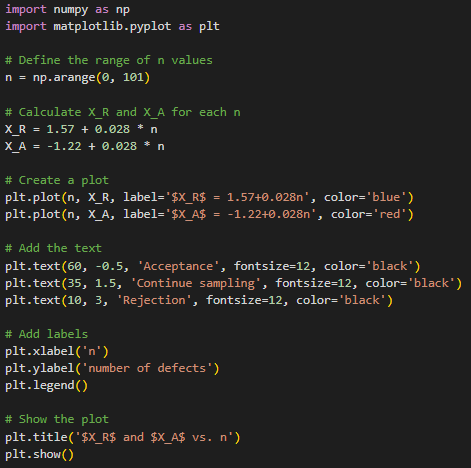 import numpy as np
import matplotlib.pyplot as plt
# Define the range of n values
n = np.arange(0, 101)
# Calculate X_R and X_A for each n
X_R = 1.57 + 0.028 * n
X_A = -1.22 + 0.028 * n
# Create a plot
plt.plot(n, X_R, label='$X_R$ = 1.57+0.028n', color='blue')
plt.plot(n, X_A, label='$X_A$ = -1.22+0.028n', color='red')
# Add the text
plt.text(60, -0.5, 'Acceptance', fontsize=12, color='black')
plt.text(35, 1.5, 'Continue sampling', fontsize=12, color='black')
plt.text(10, 3, 'Rejection', fontsize=12, color='black')
# Add labels
plt.xlabel('n')
plt.ylabel('number of defects')
plt.legend()
# Show the plot
plt.title('$X_R$ and $X_A$ vs. n')
plt.show()